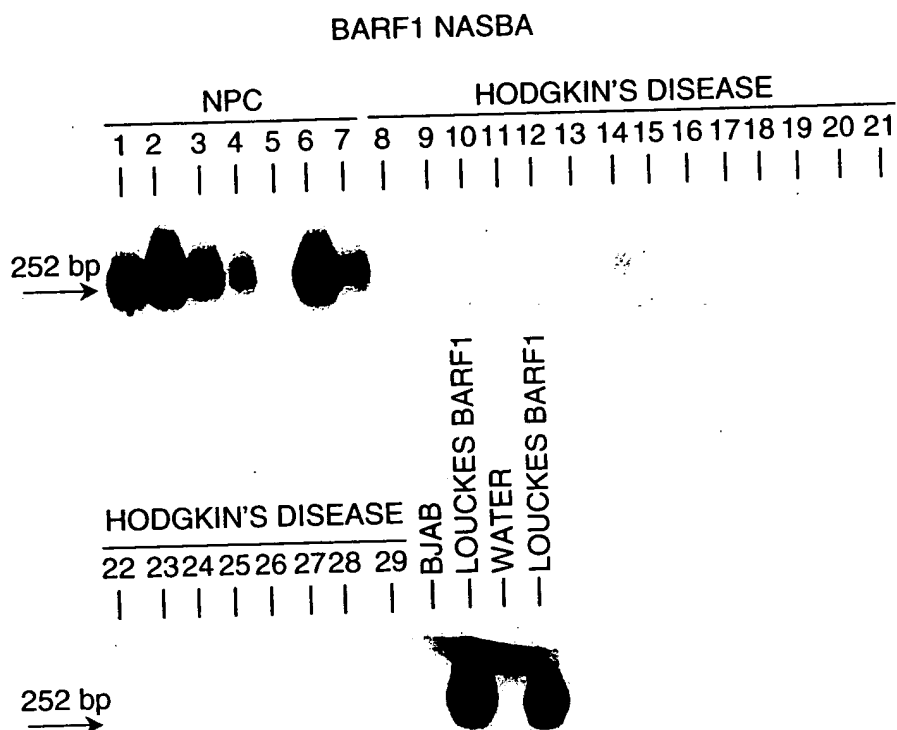 BARF1 NASBA
NPC
HODGKIN'S DISEASE
1 2 3 4 5 6 7 8 9 10 11 12 13 14 15 16 17 18 19 20 21
252 bp
HODGKIN'S DISEASE
22 23 24 25 26 27 28 29
BJAB
LOUCKES BARF1
WATER
LOUCKES BARF1
252 bp